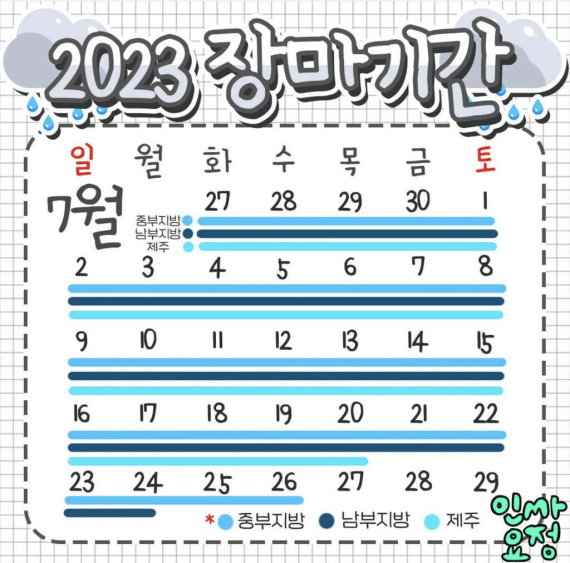 2023 장마기간
일 월 화 수 목 금 토
7월 27 28 29 30 1
중부지방
남부지방
제주
2 3 4 5 6 7 8
9 10 11 12 13 14 15
16 17 18 19 20 21 22
23 24 25 26 27 28 29
* 중부지방 남부지방 제주
인싸
요정